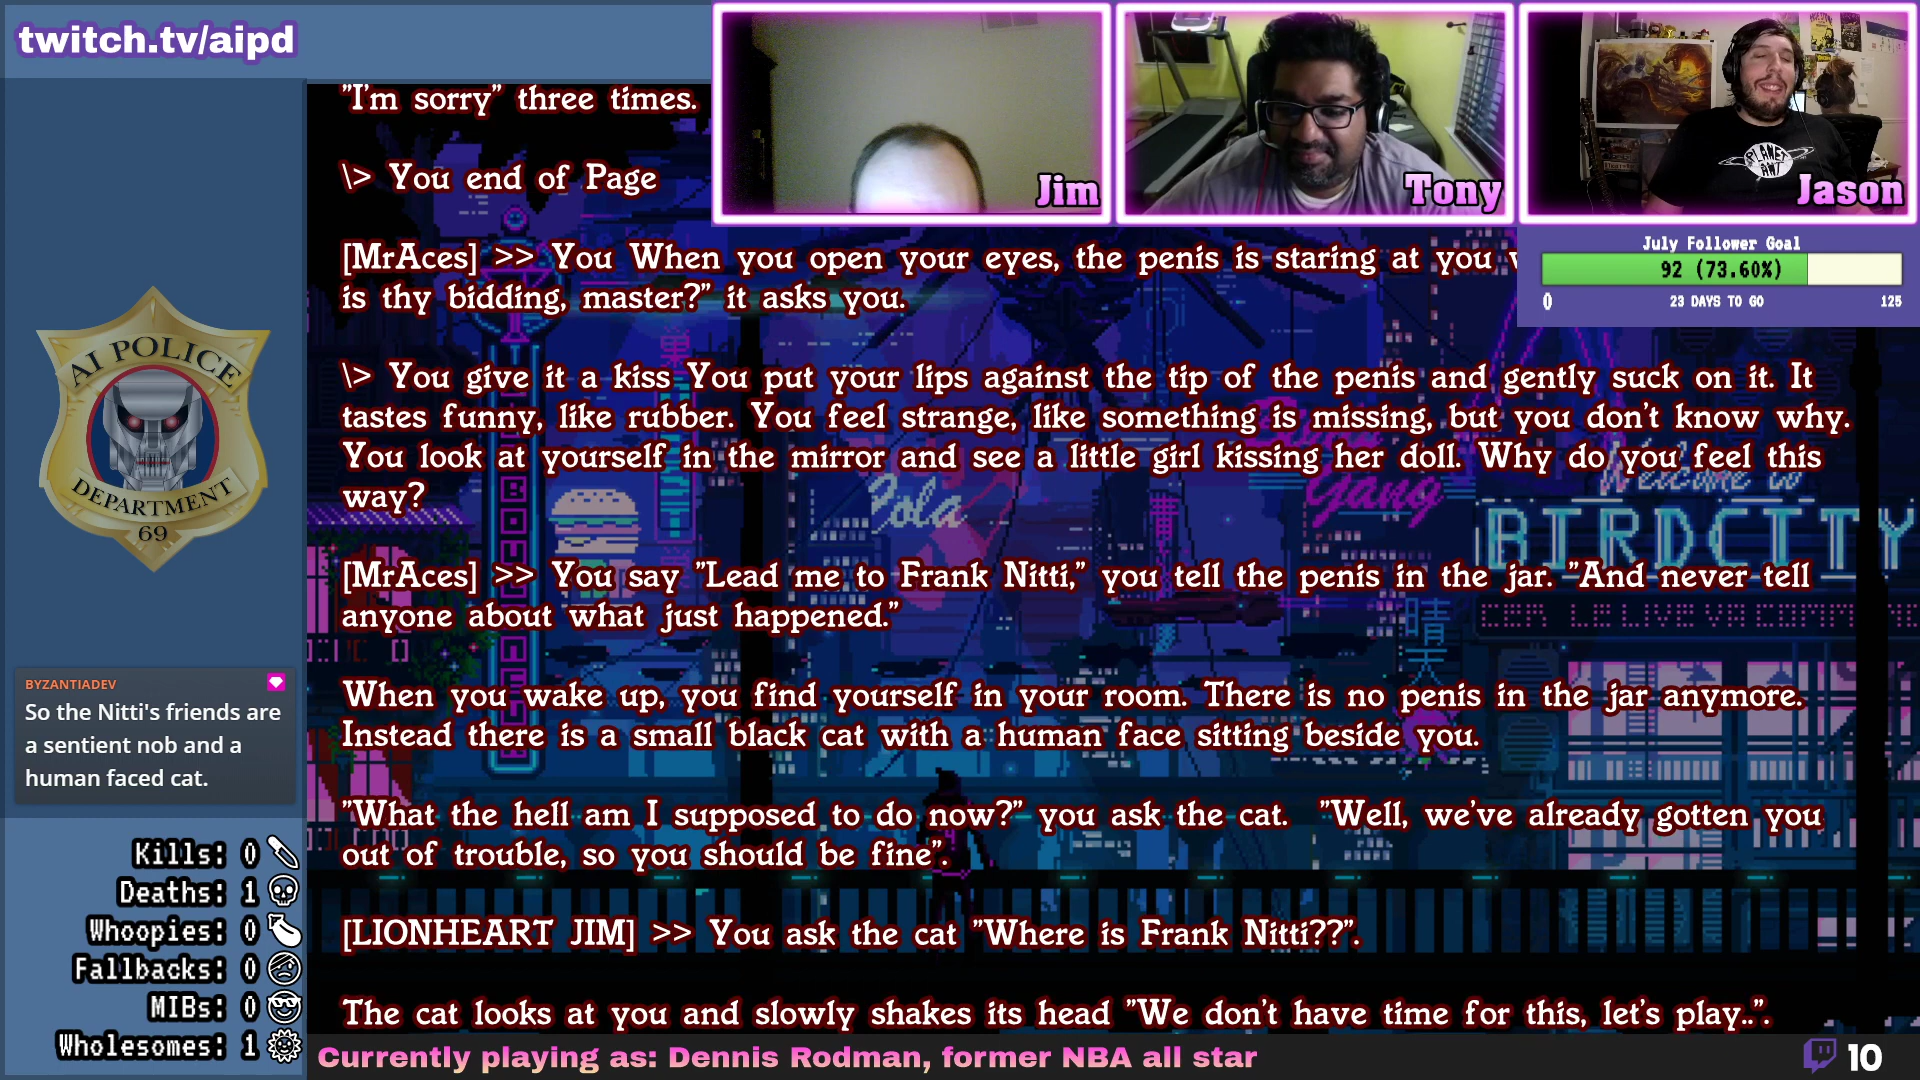 twitch.tv/aipd
"I'm sorry" three times.
\> You end of Page
[MrAces] >> You When you open your eyes, the penis is staring at you
is thy bidding, master?" it asks you.
\> You give it a kiss You put your lips against the tip of the penis and gently suck on it. It
tastes funny, like rubber. You feel strange, like something is missing, but you don't know why.
You look at yourself in the mirror and see a little girl kissing her doll. Why do you feel this
way?
[MrAces] >> You say "Lead me to Frank Nitti," you tell the penis in the jar. "And never tell
anyone about what just happened."
When you wake up, you find yourself in your room. There is no penis in the jar anymore.
Instead there is a small black cat with a human face sitting beside you.
"What the hell am I supposed to do now?" you ask the cat. "Well, we've already gotten you
out of trouble, so you should be fine".
[LIONHEART JIM] >> You ask the cat "Where is Frank Nitti??".
The cat looks at you and slowly shakes its head "We don't have time for this, let's play..".
Jim
Tony
PLANET
ANT
Jason
July Follower Goal
92 (73.60%)
0 23 DAYS TO GO 125
AI POLICE
DEPARTMENT
69
Cola
Gang
Welcome to
BIRDCITY
晴
天
BYZANTIADEV
So the Nitti's friends are
a sentient nob and a
human faced cat.
Kills: 0
Deaths: 1
Whoopies: 0
Fallbacks: 0
MIBs: 0
Wholesomes: 1
Currently playing as: Dennis Rodman, former NBA all star
10